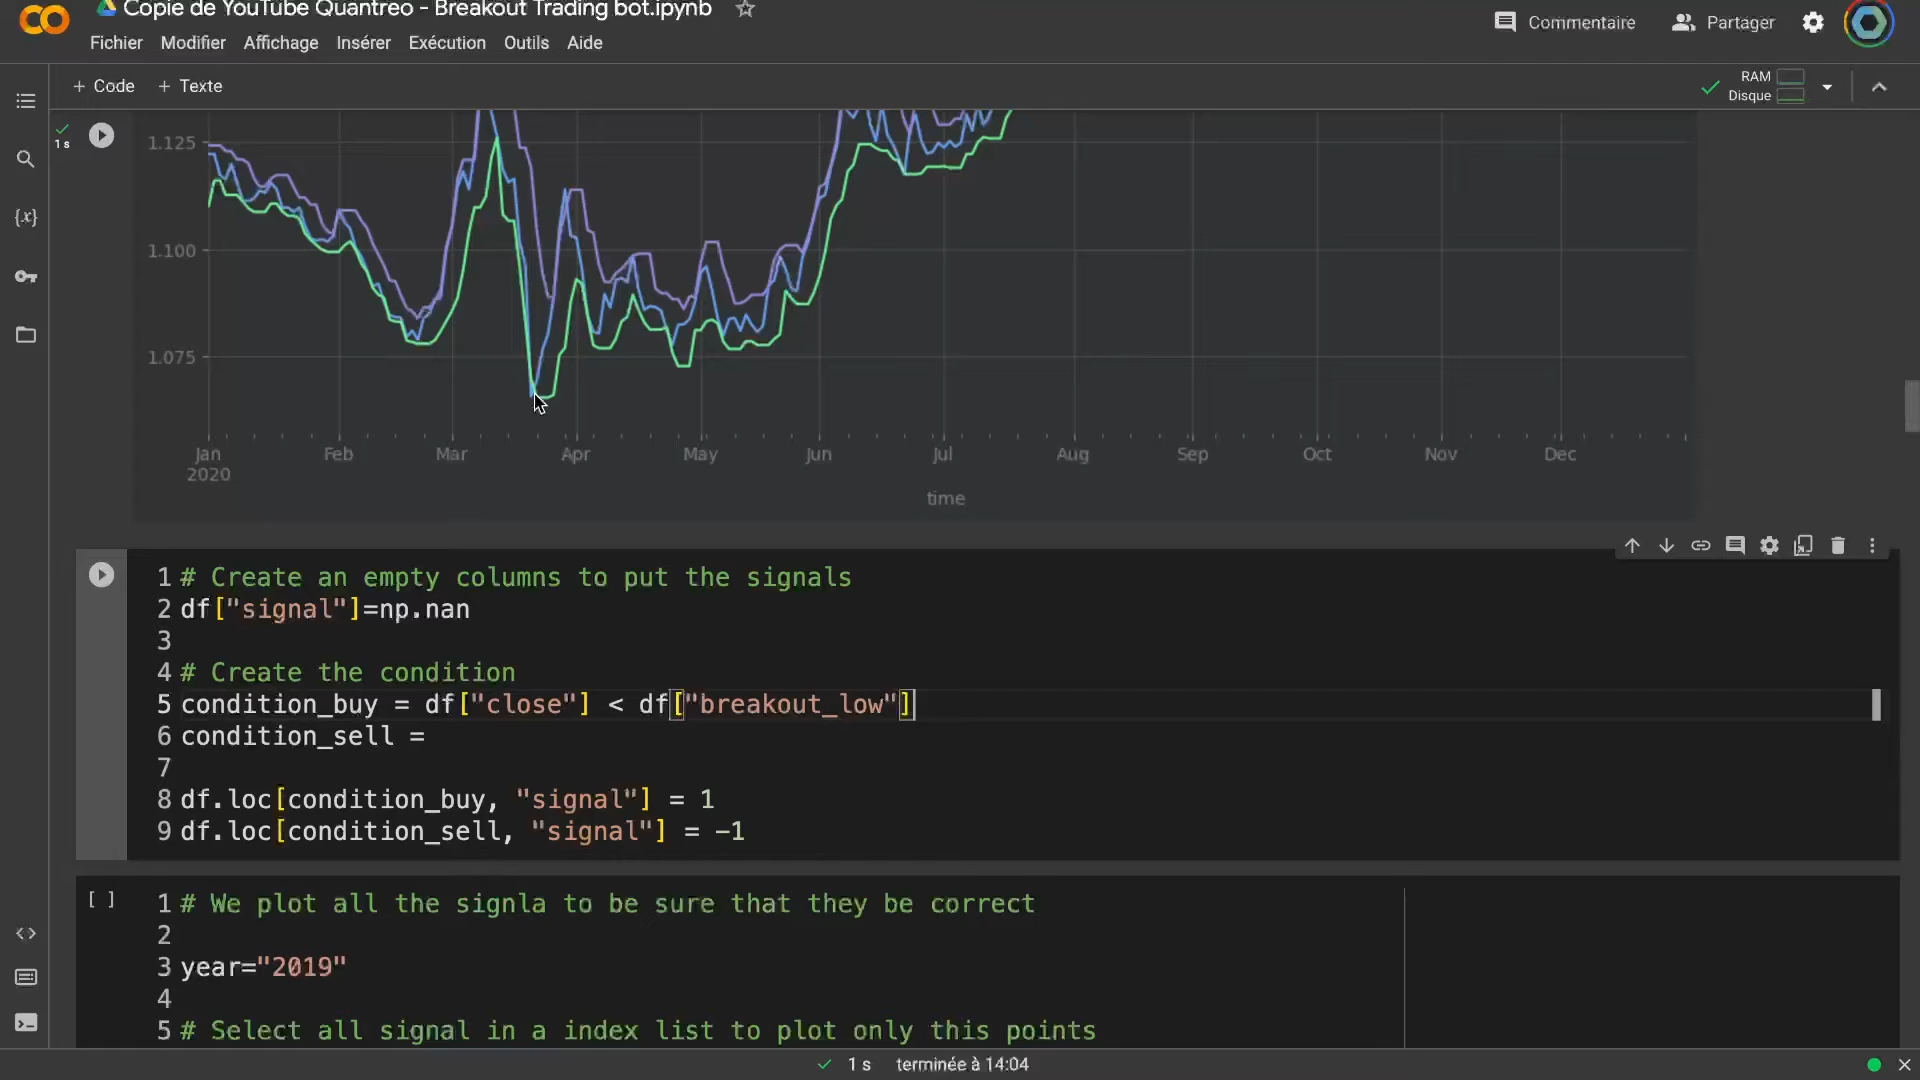 Copie de YouTube Quantreo - Breakout Trading bot.ipynb
Commentaire
Partager
Fichier Modifier Affichage Insérer Exécution Outils Aide
+ Code + Texte
RAM
Disque
1 s
1.125
1.100
1.075
Jan Feb Mar Apr May Jun Jul Aug Sep Oct Nov Dec
2020
time
1 # Create an empty columns to put the signals
2 df["signal"]=np.nan
3
4 # Create the condition
5 condition_buy = df["close"] < df["breakout_low"]
6 condition_sell =
7
8 df.loc[condition_buy, "signal"] = 1
9 df.loc[condition_sell, "signal"] = -1
[ ] 1 # We plot all the signla to be sure that they be correct
2
3 year="2019"
4
5 # Select all signal in a index list to plot only this points
1 s terminée à 14:04